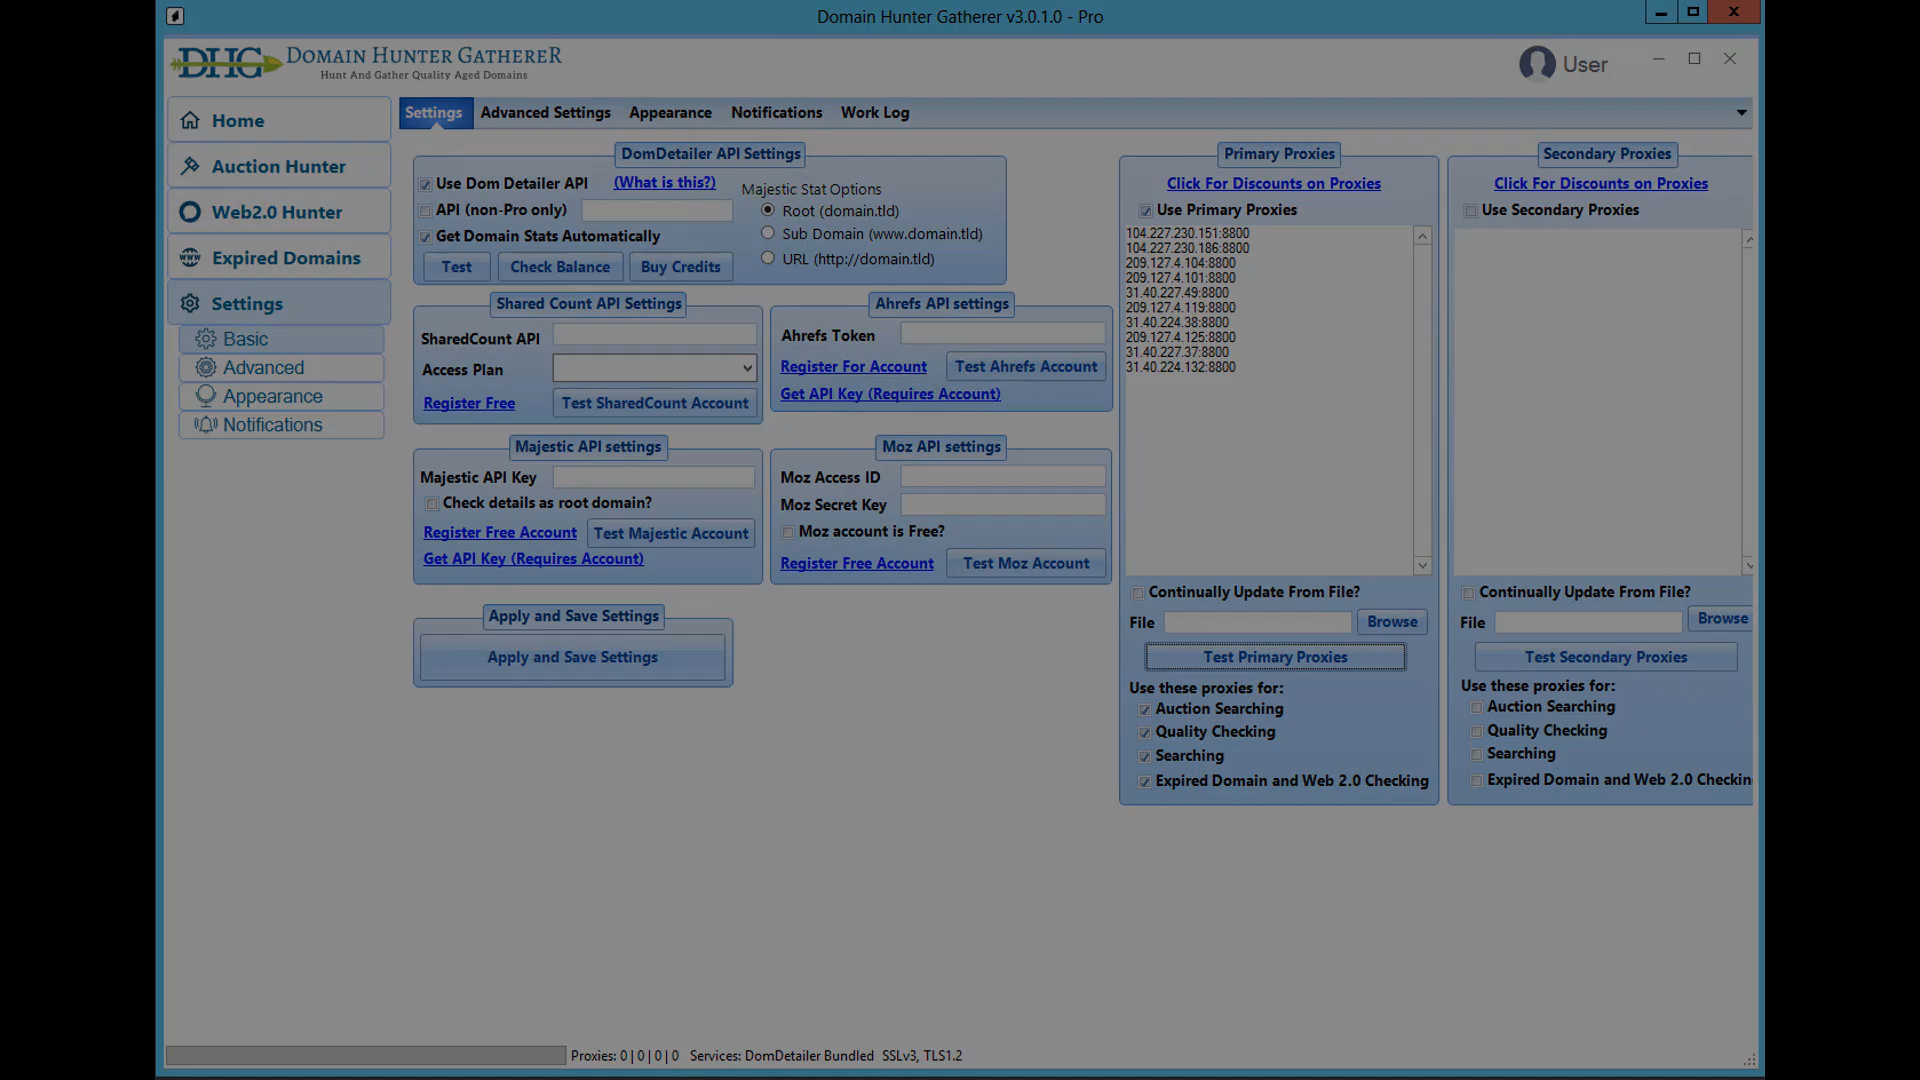 Domain Hunter Gatherer v3.0.1.0 - Pro
DHG Domain Hunter Gatherer
Hunt And Gather Quality Aged Domains
User
Home
Auction Hunter
Web2.0 Hunter
Expired Domains
Settings
Basic
Advanced
Appearance
Notifications
Settings Advanced Settings Appearance Notifications Work Log
DomDetailer API Settings
Use Dom Detailer API (What is this?)
API (non-Pro only)
Get Domain Stats Automatically
Test Check Balance Buy Credits
Majestic Stat Options
Root (domain.tld)
Sub Domain (www.domain.tld)
URL (http://domain.tld)
Shared Count API Settings
SharedCount API
Access Plan
Register Free Test SharedCount Account
Ahrefs API settings
Ahrefs Token
Register For Account Test Ahrefs Account
Get API Key (Requires Account)
Majestic API settings
Majestic API Key
Check details as root domain?
Register Free Account Test Majestic Account
Get API Key (Requires Account)
Moz API settings
Moz Access ID
Moz Secret Key
Moz account is Free?
Register Free Account Test Moz Account
Apply and Save Settings
Apply and Save Settings
Primary Proxies
Click For Discounts on Proxies
Use Primary Proxies
104.227.230.151:8800
104.227.230.186:8800
209.127.4.104:8800
209.127.4.101:8800
31.40.227.49:8800
209.127.4.119:8800
31.40.224.38:8800
209.127.4.125:8800
31.40.227.37:8800
31.40.224.132:8800
Continually Update From File?
File Browse
Test Primary Proxies
Use these proxies for:
Auction Searching
Quality Checking
Searching
Expired Domain and Web 2.0 Checking
Secondary Proxies
Click For Discounts on Proxies
Use Secondary Proxies
Continually Update From File?
File Browse
Test Secondary Proxies
Use these proxies for:
Auction Searching
Quality Checking
Searching
Expired Domain and Web 2.0 Checkin
Proxies: 0 | 0 | 0 | 0 Services: DomDetailer Bundled SSLv3, TLS1.2